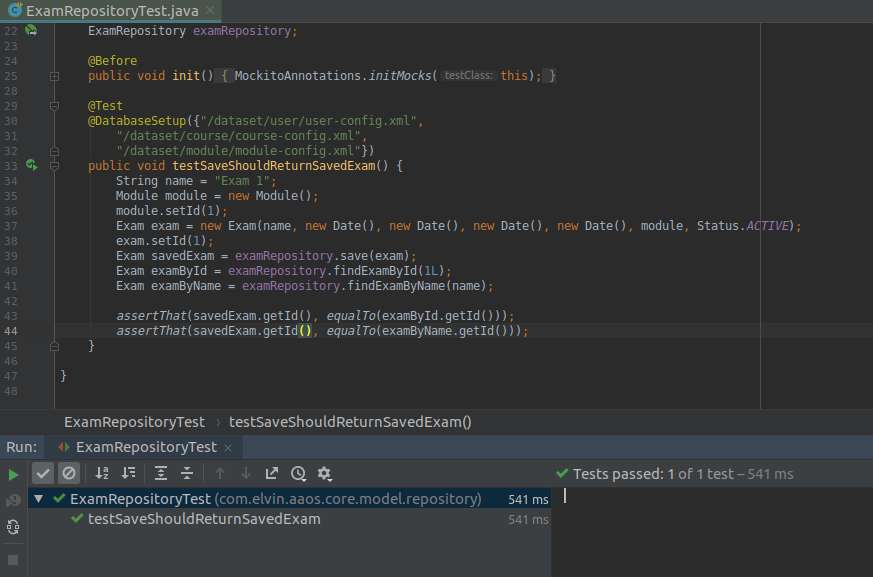 ExamRepositoryTest.java ×
22 ExamRepository examRepository;
23
24 @Before
25 public void init() { MockitoAnnotations.initMocks( testClass: this); }
28
29 @Test
30 @DatabaseSetup({"/dataset/user/user-config.xml",
31 "/dataset/course/course-config.xml",
32 "/dataset/module/module-config.xml"})
33 public void testSaveShouldReturnSavedExam() {
34 String name = "Exam 1";
35 Module module = new Module();
36 module.setId(1);
37 Exam exam = new Exam(name, new Date(), new Date(), new Date(), new Date(), module, Status.ACTIVE);
38 exam.setId(1);
39 Exam savedExam = examRepository.save(exam);
40 Exam examById = examRepository.findExamById(1L);
41 Exam examByName = examRepository.findExamByName(name);
42
43 assertThat(savedExam.getId(), equalTo(examById.getId()));
44 assertThat(savedExam.getId(), equalTo(examByName.getId()));
45 }
46
47 }
48
ExamRepositoryTest › testSaveShouldReturnSavedExam()
Run: ExamRepositoryTest ×
Tests passed: 1 of 1 test – 541 ms
ExamRepositoryTest (com.elvin.aaos.core.model.repository) 541 ms
testSaveShouldReturnSavedExam 541 ms